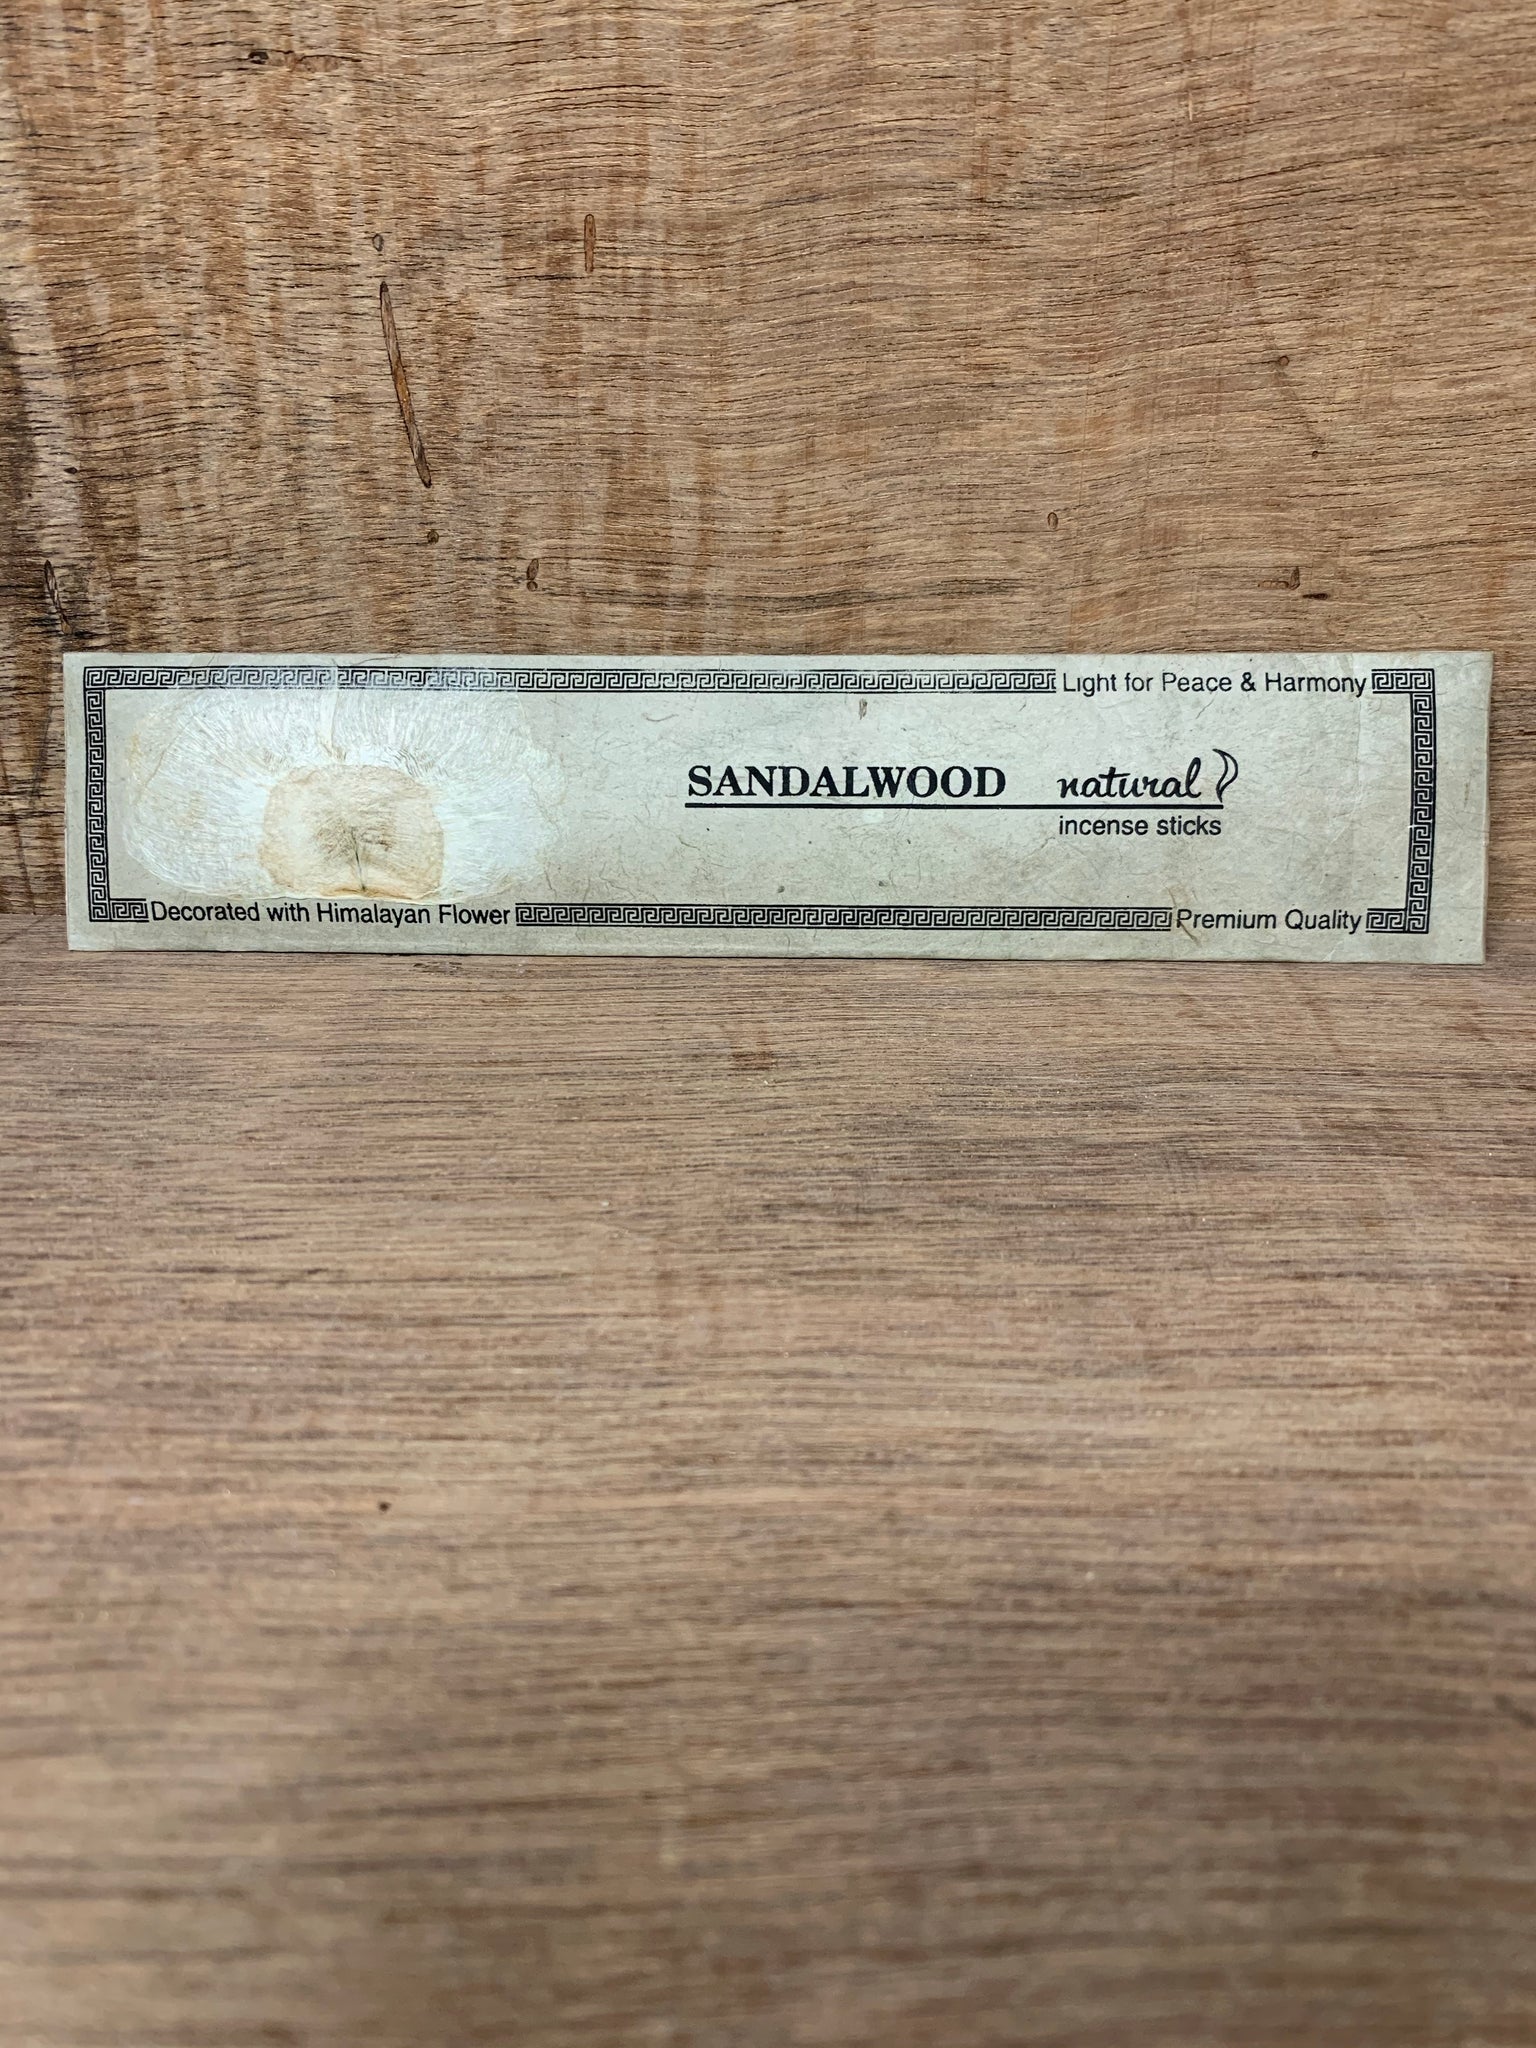 Light for Peace & Harmony
SANDALWOOD natural
incense sticks
Decorated with Himalayan Flower
Premium Quality